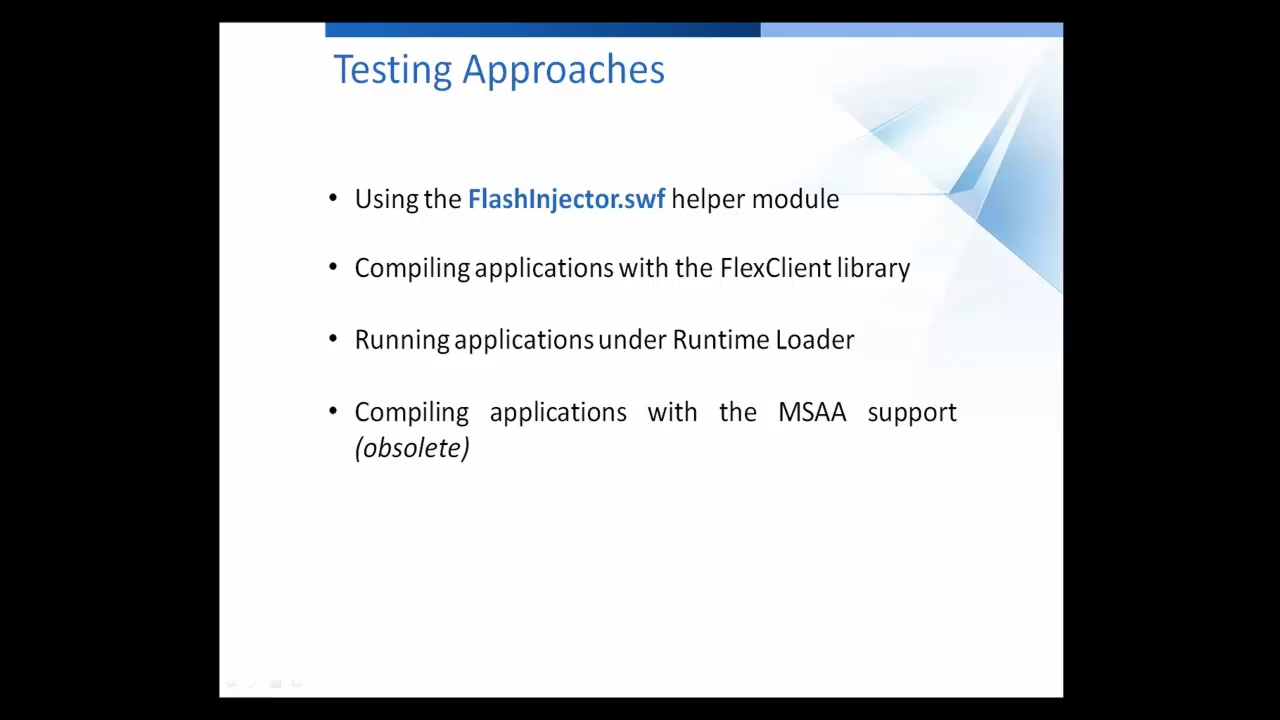 Testing Approaches
• Using the FlashInjector.swf helper module
• Compiling applications with the FlexClient library
• Running applications under Runtime Loader
• Compiling applications with the MSAA support
(obsolete)